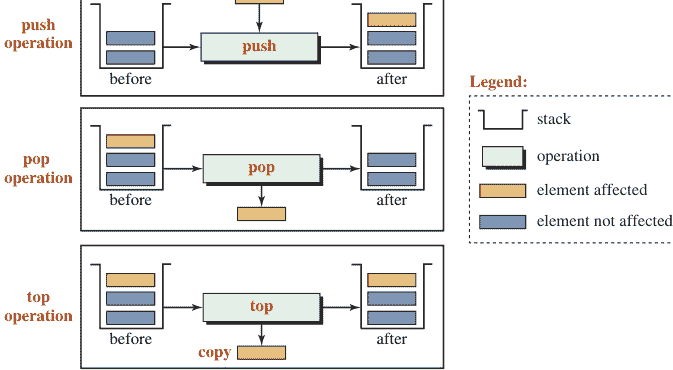 push
operation
push
before
after
Legend:
stack
operation
element affected
element not affected
pop
operation
pop
before
after
top
operation
top
before
after
copy